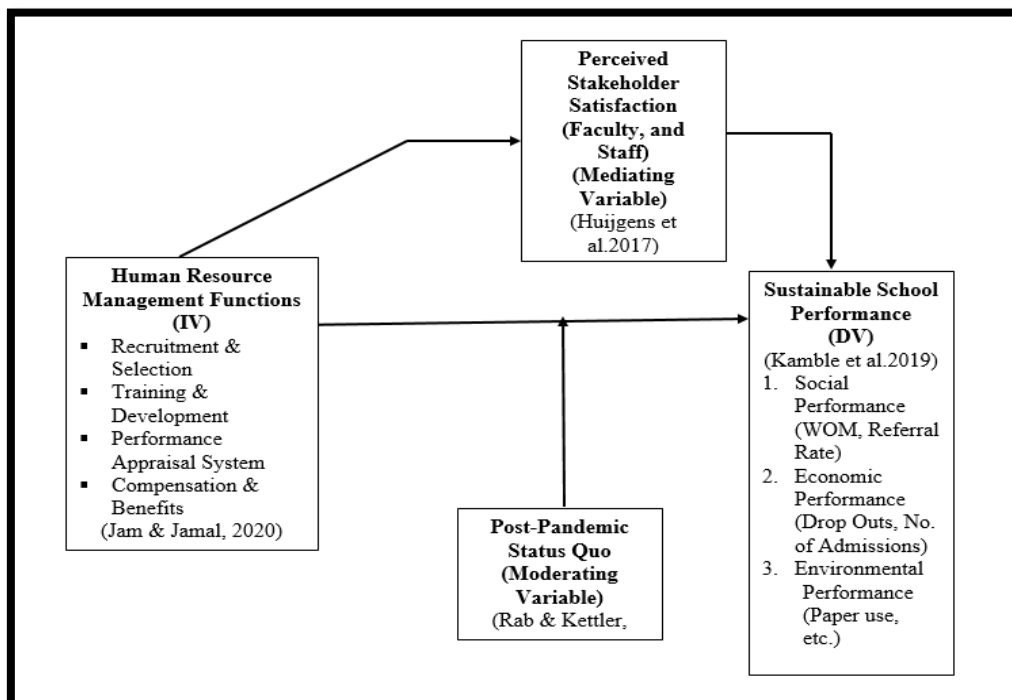 Perceived
Stakeholder
Satisfaction
(Faculty, and
Staff)
(Mediating
Variable)
(Huijgens et
al.2017)
Human Resource
Management Functions
(IV)
▪ Recruitment &
Selection
▪ Training &
Development
▪ Performance
Appraisal System
▪ Compensation &
Benefits
(Jam & Jamal, 2020)
Post-Pandemic
Status Quo
(Moderating
Variable)
(Rab & Kettler,
Sustainable School
Performance
(DV)
(Kamble et al.2019)
1. Social
Performance
(WOM, Referral
Rate)
2. Economic
Performance
(Drop Outs, No.
of Admissions)
3. Environmental
Performance
(Paper use,
etc.)